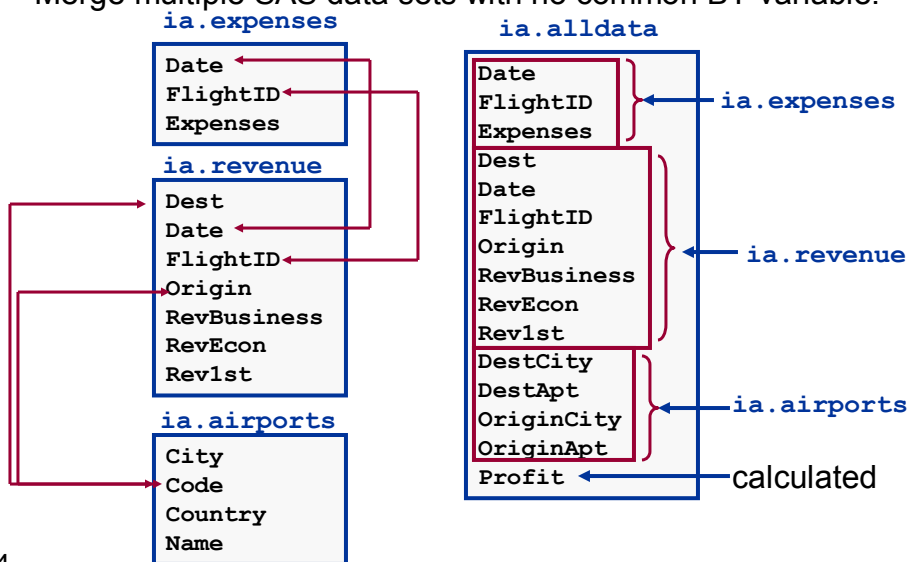 Merge multiple SAS data sets with no common BY variable.
ia.expenses
Date
FlightID
Expenses
ia.revenue
Dest
Date
FlightID
Origin
RevBusiness
RevEcon
Rev1st
ia.airports
City
Code
Country
Name
ia.alldata
Date
FlightID
Expenses
ia.expenses
Dest
Date
FlightID
Origin
RevBusiness
RevEcon
Rev1st
ia.revenue
DestCity
DestApt
OriginCity
OriginApt
ia.airports
Profit
calculated